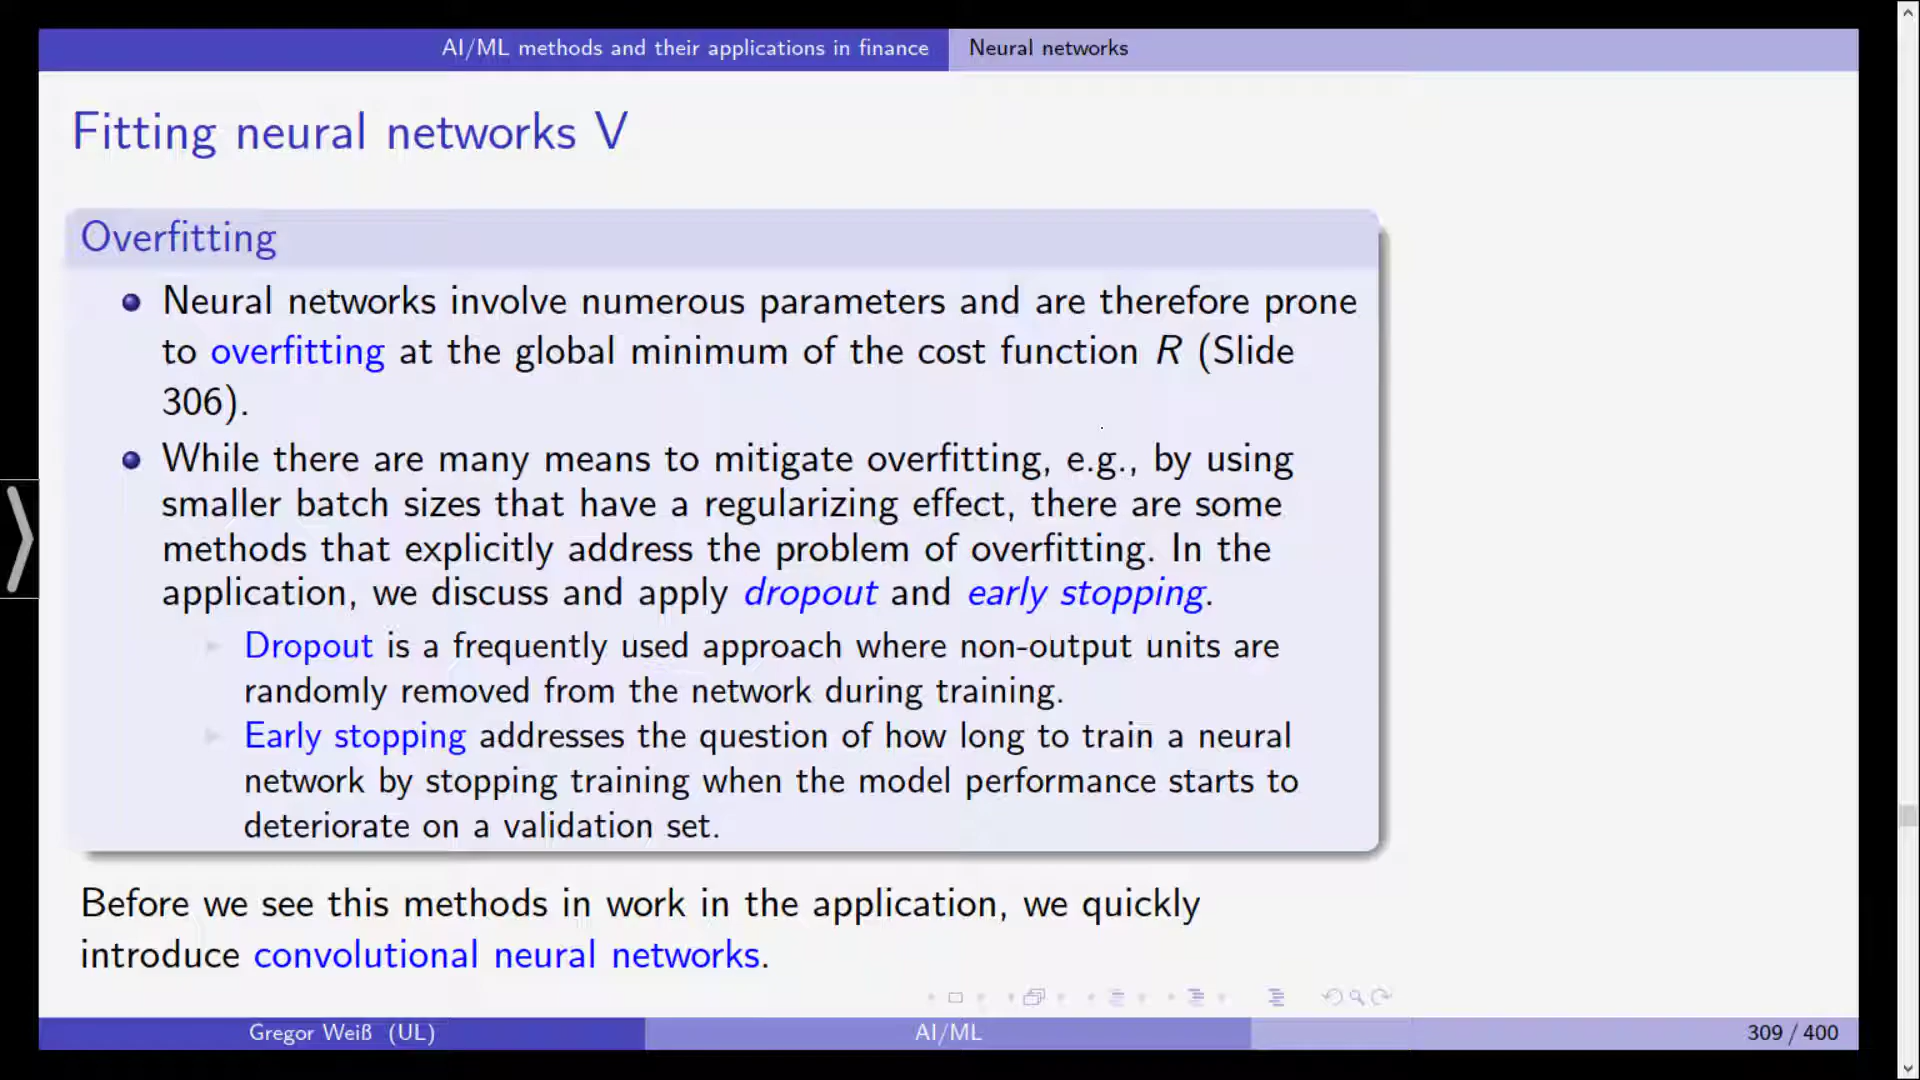 AI/ML methods and their applications in finance Neural networks
Fitting neural networks V
Overfitting
Neural networks involve numerous parameters and are therefore prone
to overfitting at the global minimum of the cost function R (Slide
306).
While there are many means to mitigate overfitting, e.g., by using
smaller batch sizes that have a regularizing effect, there are some
methods that explicitly address the problem of overfitting. In the
application, we discuss and apply dropout and early stopping.
Dropout is a frequently used approach where non-output units are
randomly removed from the network during training.
Early stopping addresses the question of how long to train a neural
network by stopping training when the model performance starts to
deteriorate on a validation set.
Before we see this methods in work in the application, we quickly
introduce convolutional neural networks.
Gregor Weiß (UL) AI/ML 309 / 400